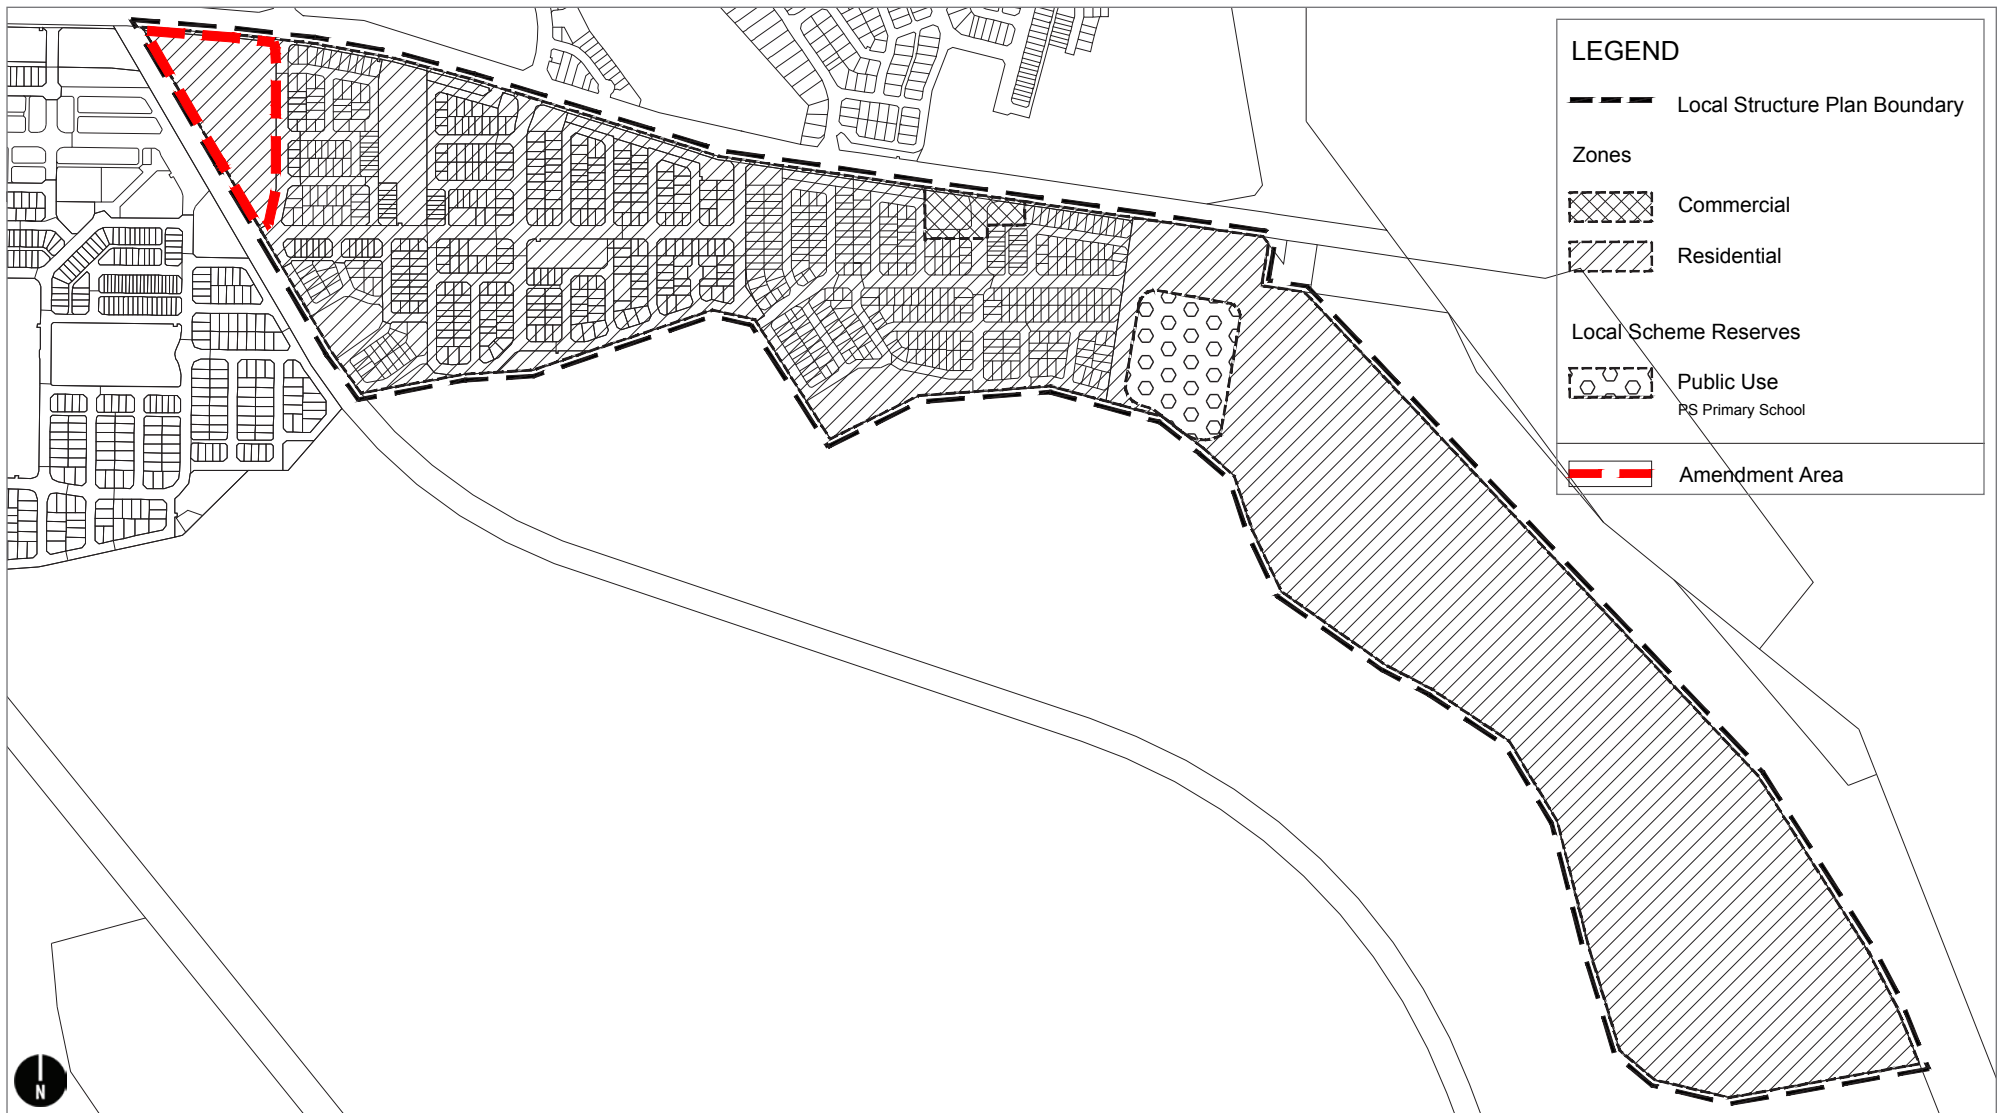 LEGEND
Local Structure Plan Boundary
Zones
Commercial
Residential
Local Scheme Reserves
Public Use
PS Primary School
Amendment Area
N